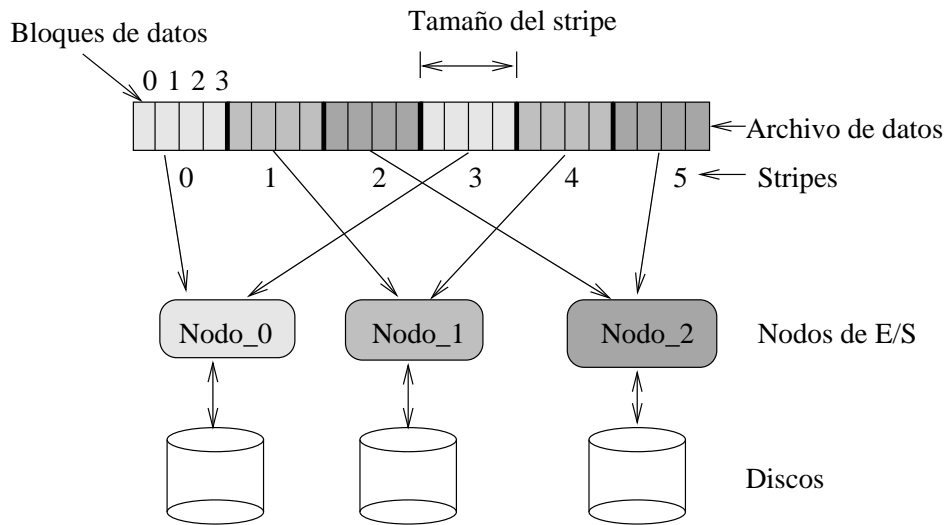 Tamaño del stripe
Bloques de datos
0 1 2 3
Archivo de datos
0 1 2 3 4 5 Stripes
Nodo_0 Nodo_1 Nodo_2 Nodos de E/S
Discos